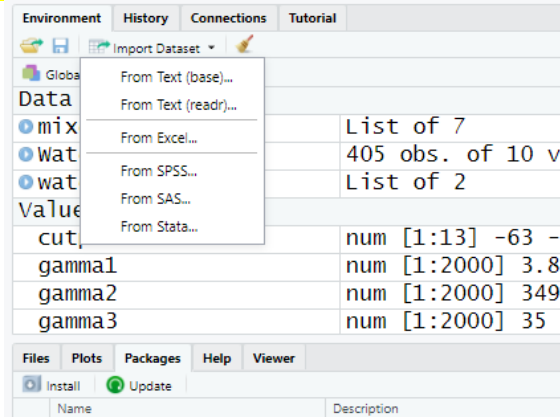 Environment History Connections Tutorial
Import Dataset
Globa
From Text (base)...
From Text (readr)...
From Excel...
From SPSS...
From SAS...
From Stata...
Data
mix List of 7
Wat 405 obs. of 10 v
wat List of 2
Value
cut num [1:13] -63 -
gamma1 num [1:2000] 3.8
gamma2 num [1:2000] 349
gamma3 num [1:2000] 35
Files Plots Packages Help Viewer
Install Update
Name Description